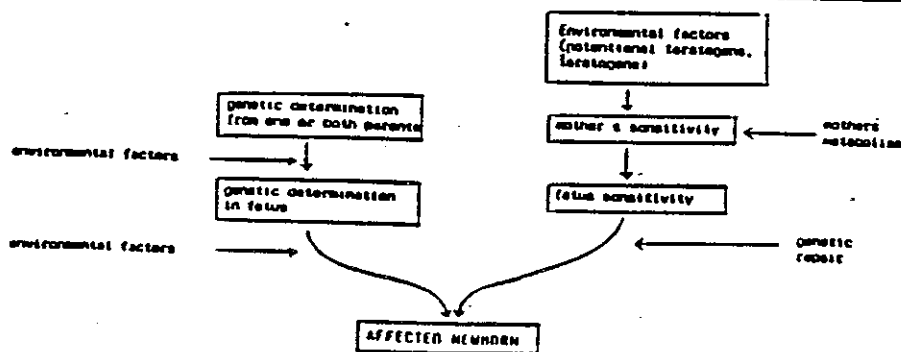 Environmental factors
(potentional teratogens,
teratogens)
genetic determination
from one or both parents
mother s sensitivity
mothers
metabolism
environmental factors
genetic determination
in fetus
fetus sensitivity
environmental factors
genetic
repair
AFFECTED NEWBORN